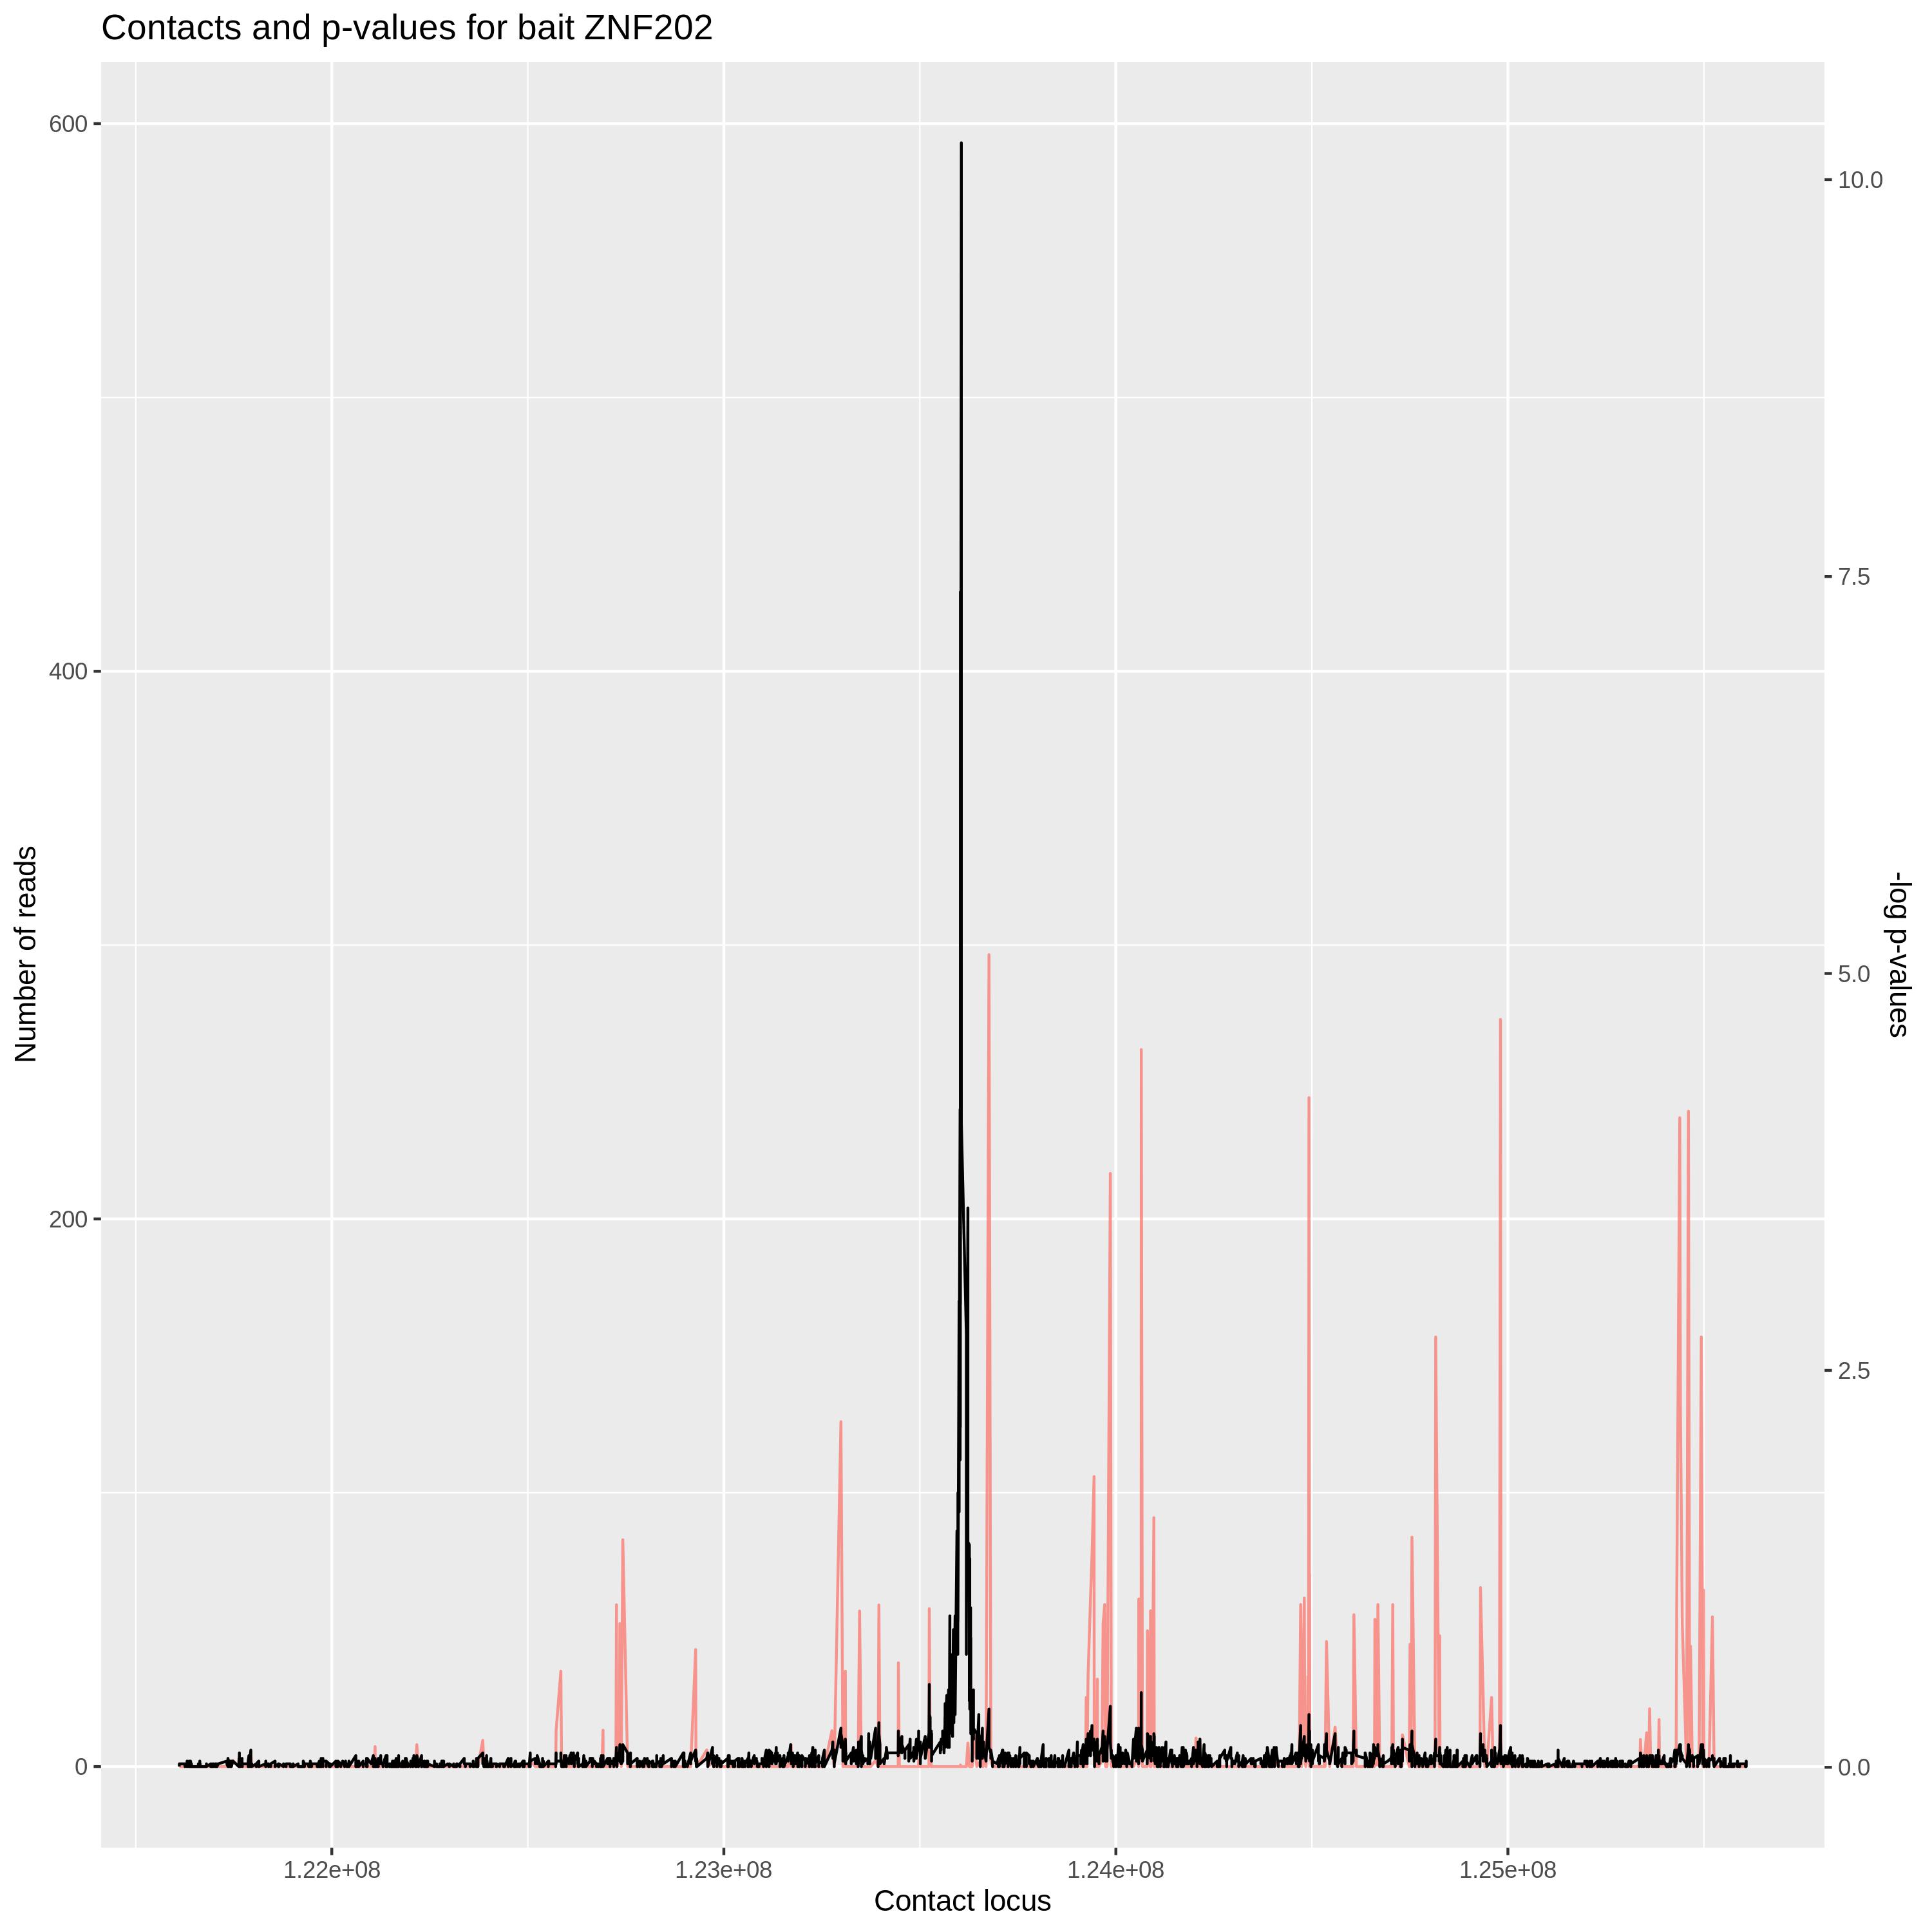 Contacts and p-values for bait ZNF202
600
400
200
0
10.0
7.5
5.0
2.5
0.0
Number of reads
-log p-values
1.22e+08
1.23e+08
1.24e+08
1.25e+08
Contact locus